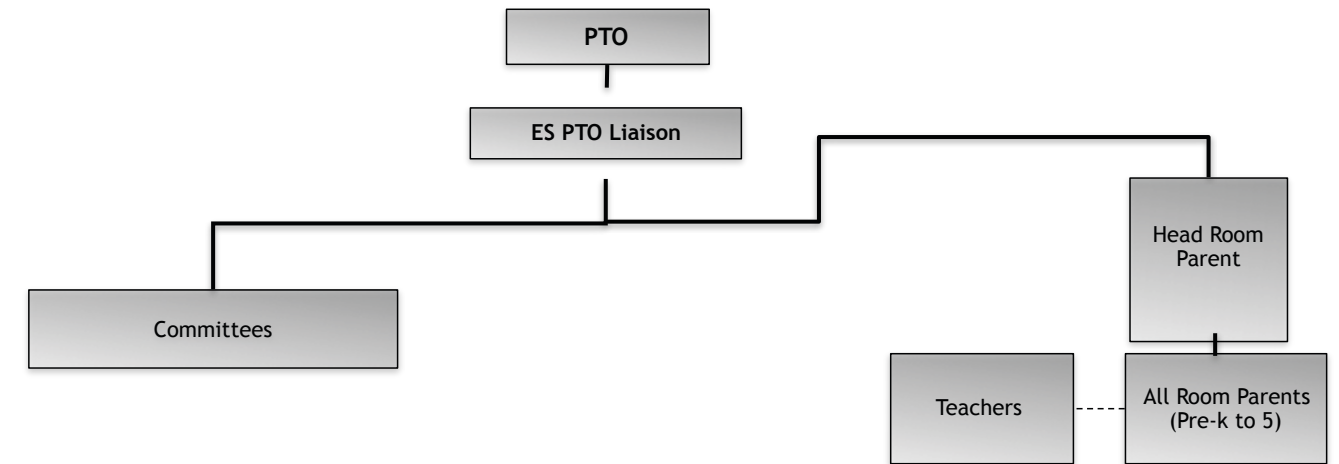 PTO
ES PTO Liaison
Head Room
Parent
Committees
Teachers
All Room Parents
(Pre-k to 5)